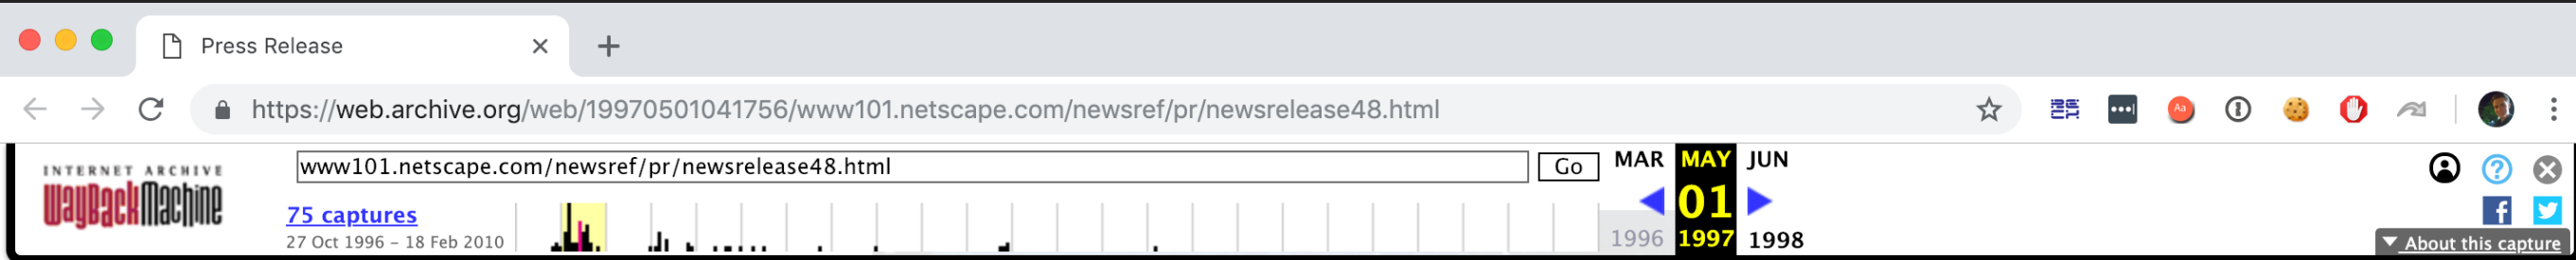 Press Release
https://web.archive.org/web/19970501041756/www101.netscape.com/newsref/pr/newsrelease48.html
Aa
INTERNET ARCHIVE
WayBackMachine
www101.netscape.com/newsref/pr/newsrelease48.html
Go
MAR MAY JUN
01
75 captures
27 Oct 1996 – 18 Feb 2010
1996 1997 1998
About this capture